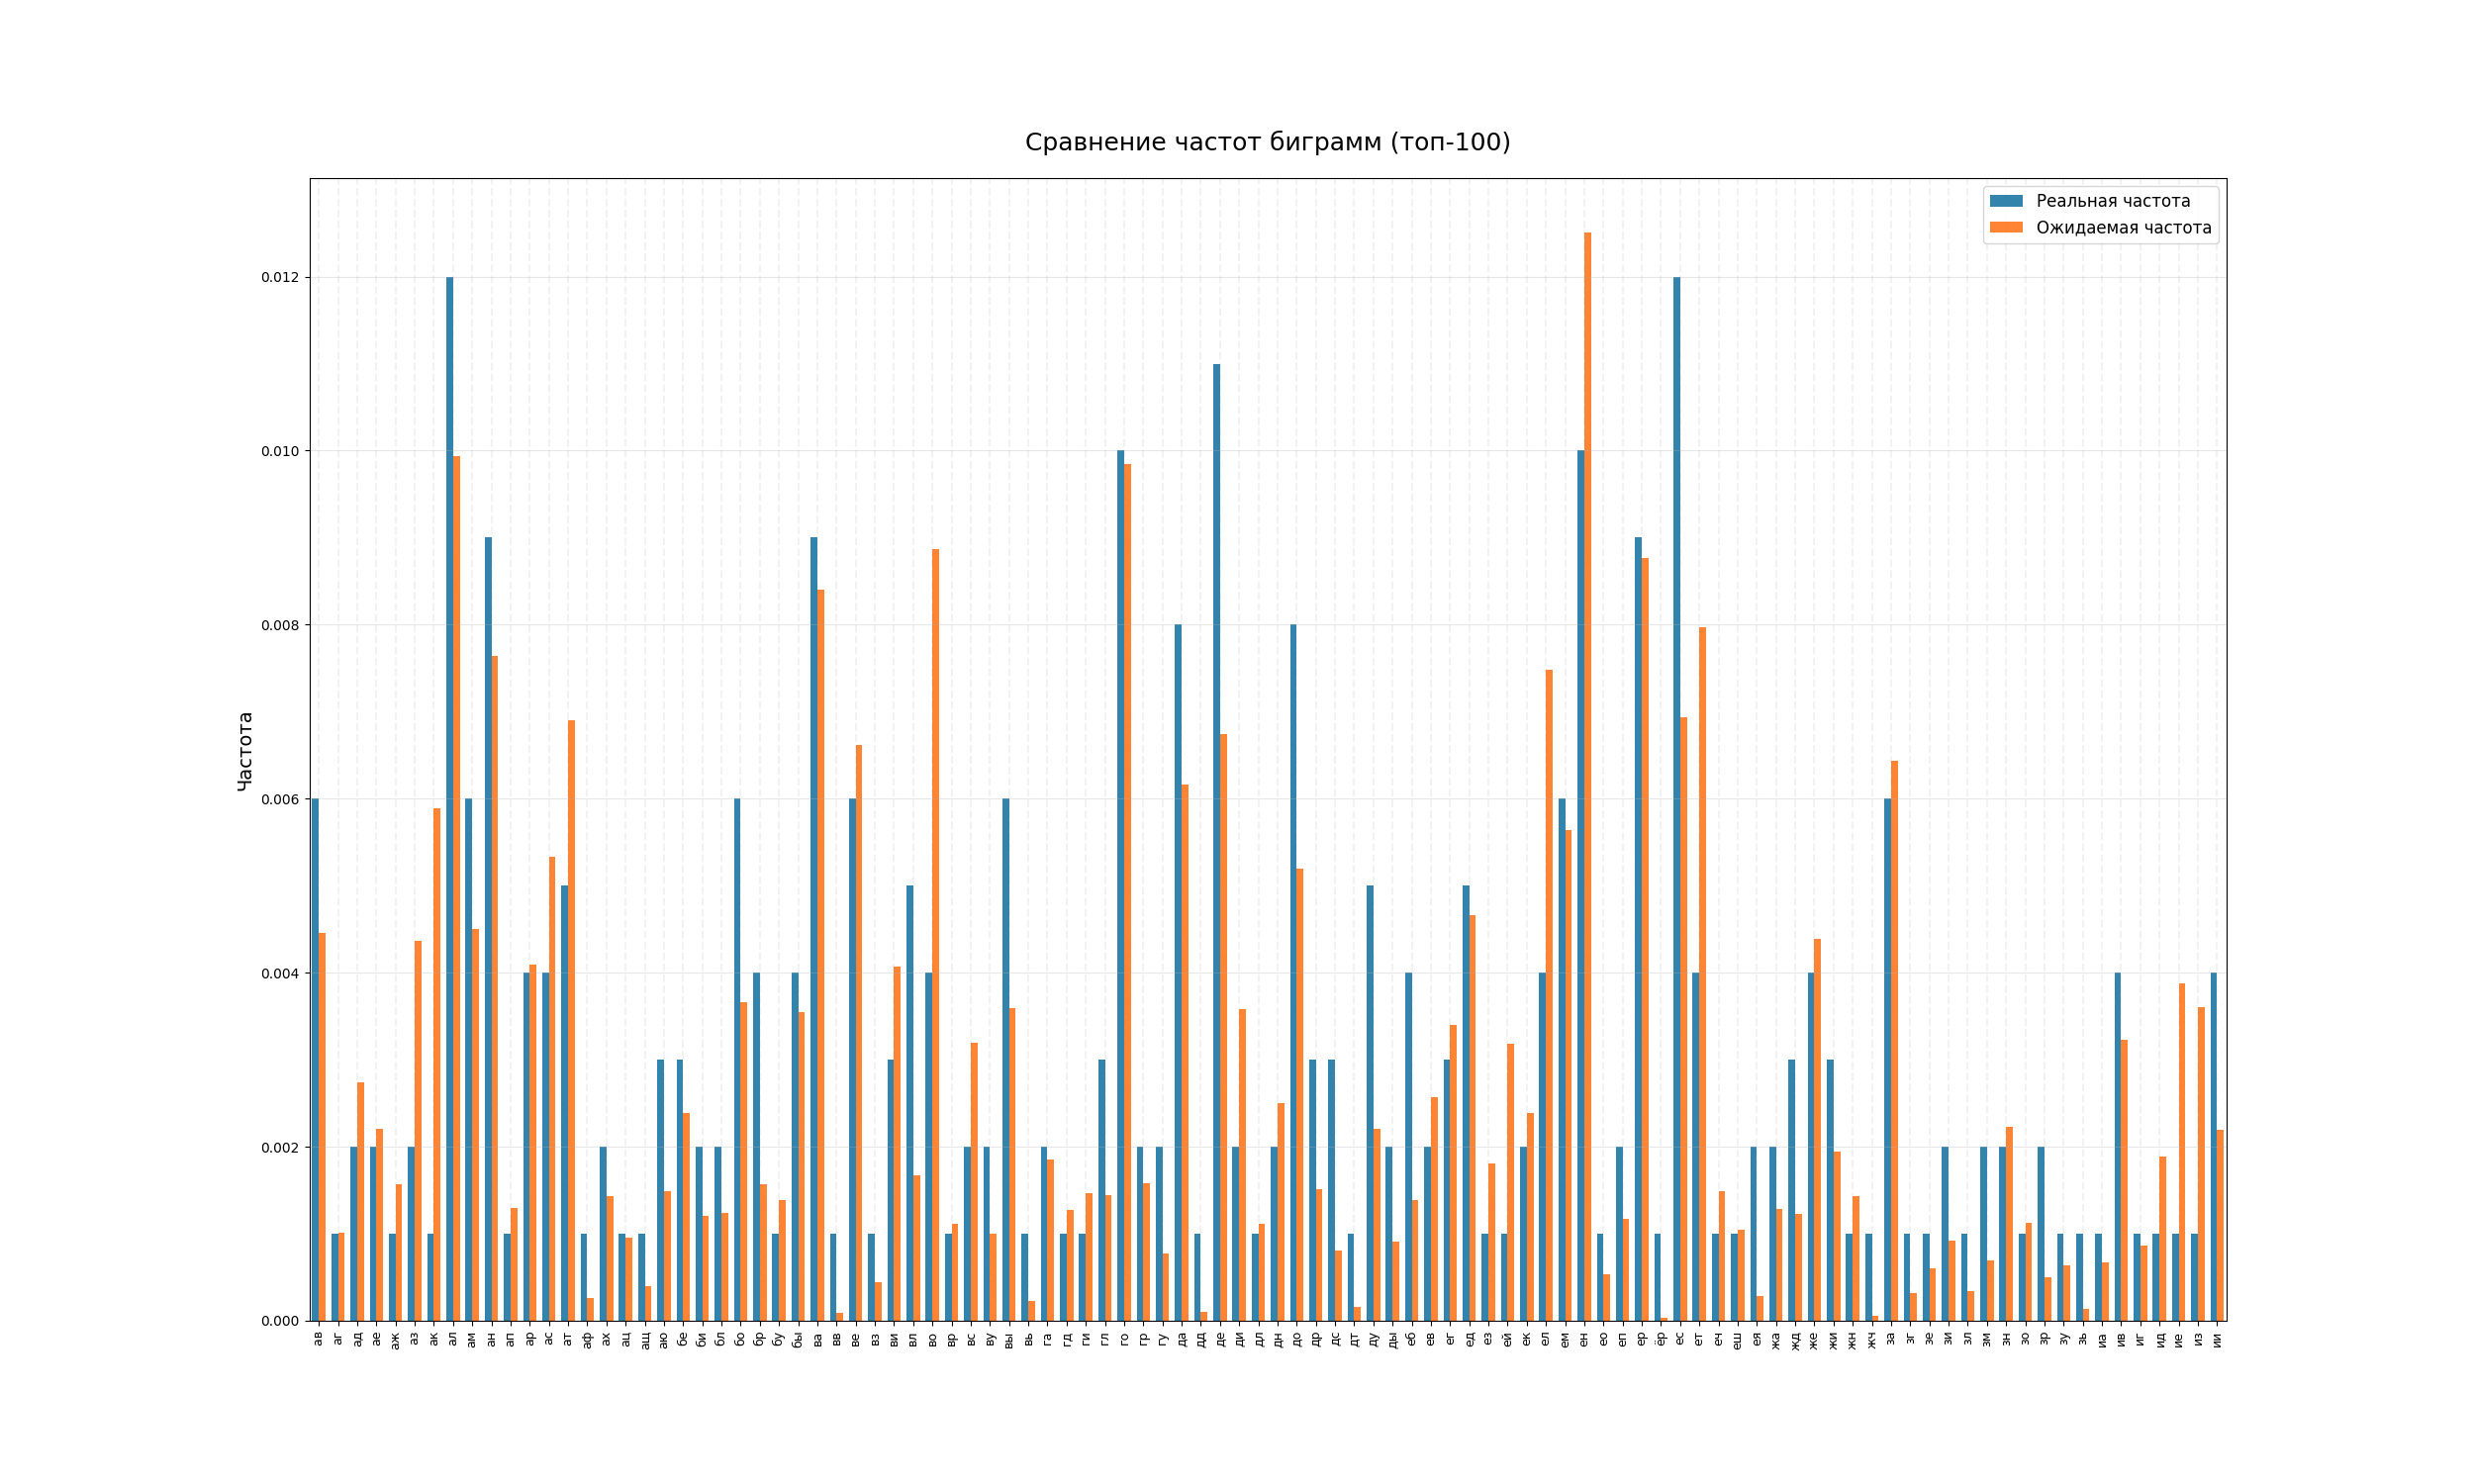 Сравнение частот биграмм (топ-100)
Реальная частота
Ожидаемая частота
Частота
0.012
0.010
0.008
0.006
0.004
0.002
0.000
ав аг ад ае аж аз ак ал ам ан ап ар ас ат аф ах ац ащ аю бе би бл бо бр бу бы ва вв ве вз ви вл во вр вс ву вы вь га гд ги гл го гр гу да дд де ди дл дн до др дс дт ду ды еб ев ег ед ез ей ек ел ем ен ео еп ер ёр ес ет еч еш ея жа жд же жи жн жч за зг зе зи зл зм зн зо зр зу зь иа ив иг ид ие из ии